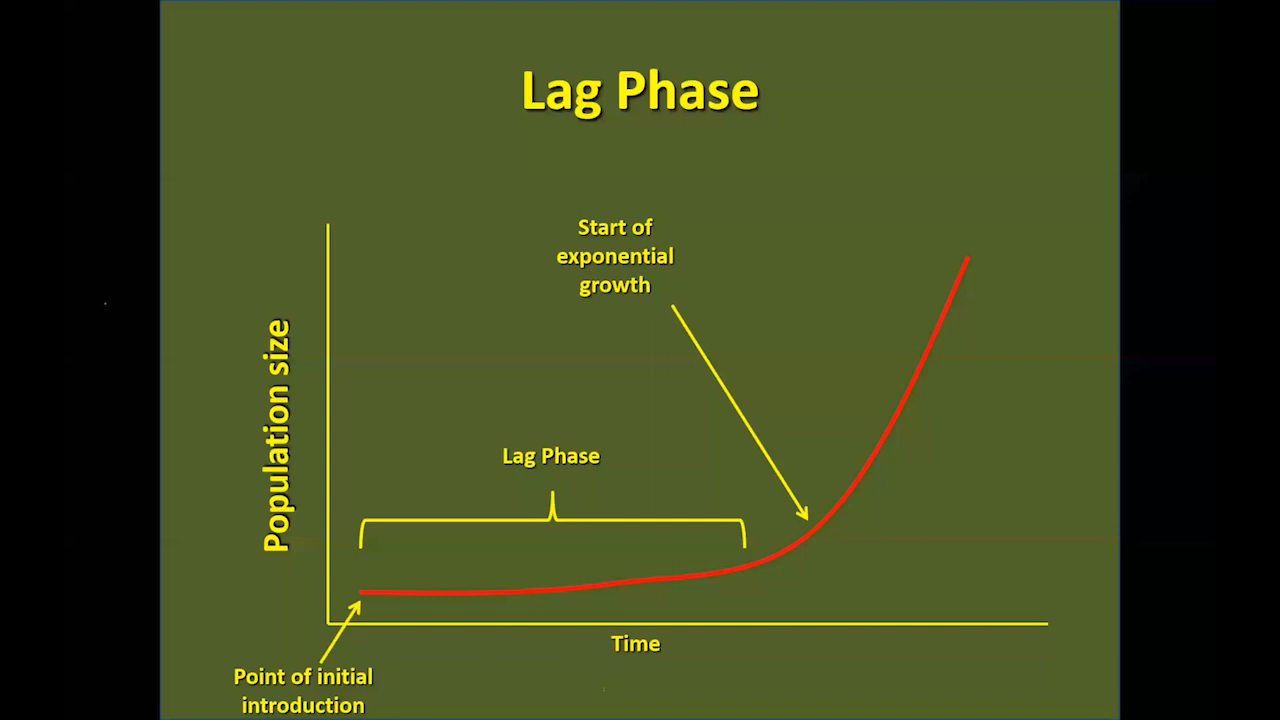 Lag Phase
Start of
exponential
growth
Population size
Lag Phase
Time
Point of initial
introduction